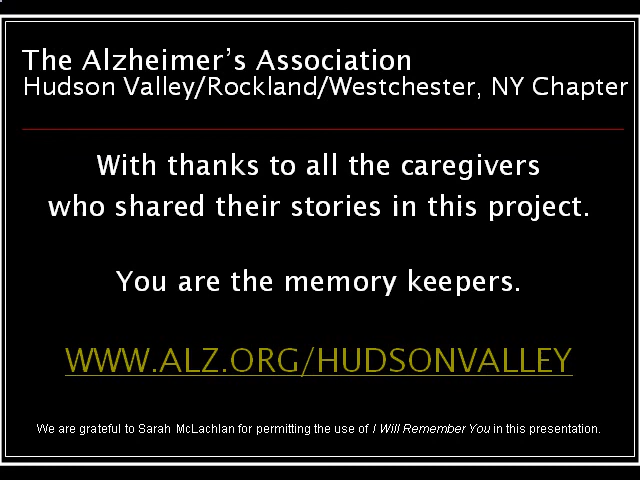 The Alzheimer’s Association
Hudson Valley/Rockland/Westchester, NY Chapter
With thanks to all the caregivers
who shared their stories in this project.
You are the memory keepers.
WWW.ALZ.ORG/HUDSONVALLEY
We are grateful to Sarah McLachlan for permitting the use of I Will Remember You in this presentation.